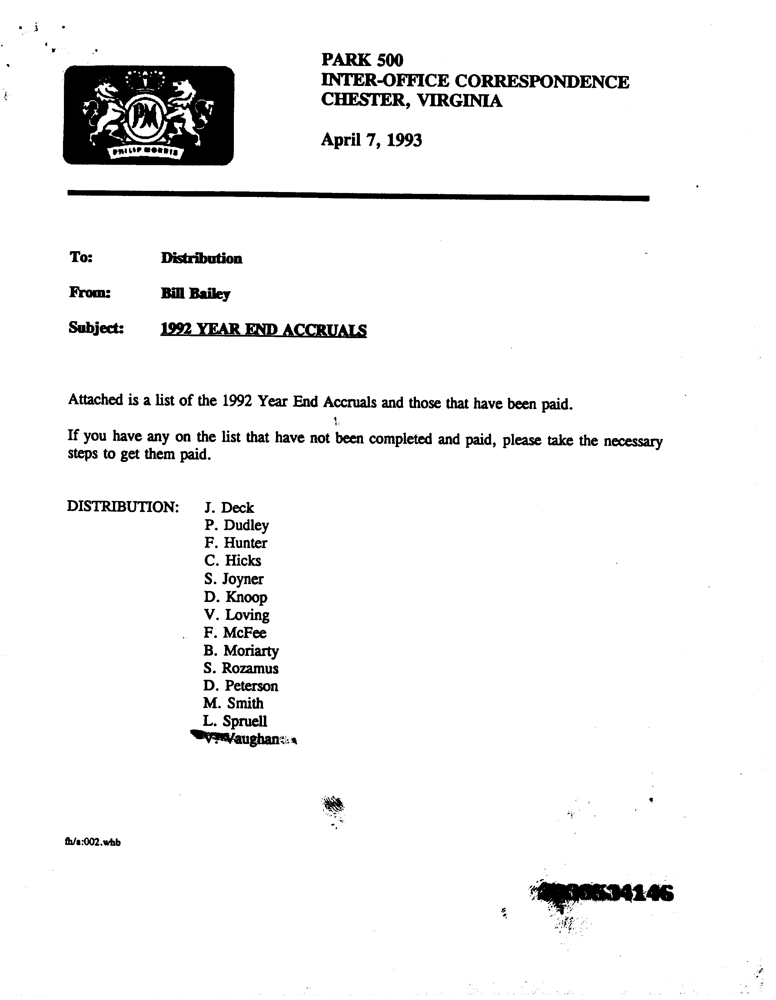 PM
PHILIP MORRIS
PARK 500
INTER-OFFICE CORRESPONDENCE
CHESTER, VIRGINIA
April 7, 1993
To: Distribution
From: Bill Bailey
Subject: 1992 YEAR END ACCRUALS
Attached is a list of the 1992 Year End Accruals and those that have been paid.
If you have any on the list that have not been completed and paid, please take the necessary
steps to get them paid.
DISTRIBUTION: J. Deck
P. Dudley
F. Hunter
C. Hicks
S. Joyner
D. Knoop
V. Loving
F. McFee
B. Moriarty
S. Rozamus
D. Peterson
M. Smith
L. Spruell
Vaughan
fh/a:002.whb